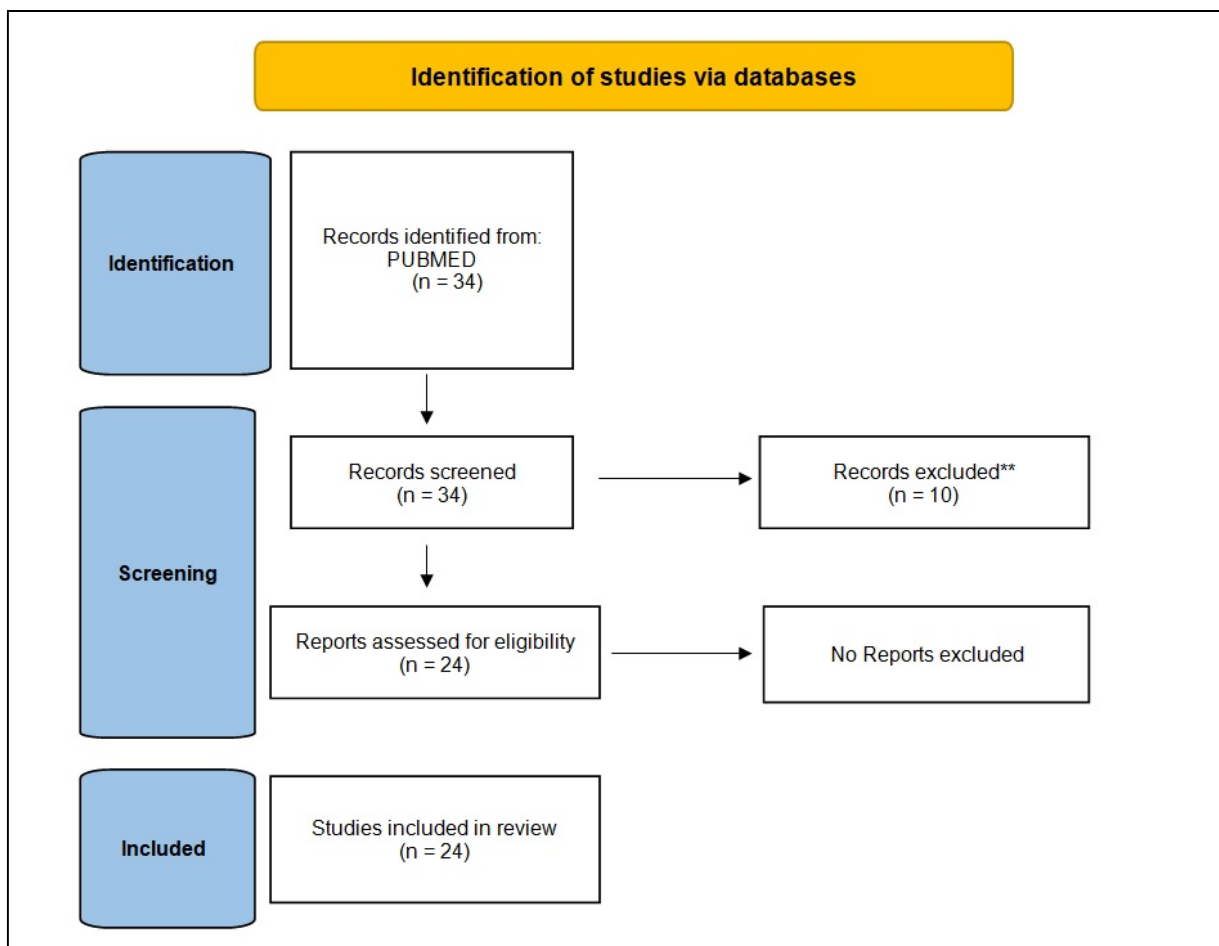 Identification of studies via databases
Identification
Records identified from:
PUBMED
(n = 34)
Screening
Records screened
(n = 34)
Records excluded**
(n = 10)
Reports assessed for eligibility
(n = 24)
No Reports excluded
Included
Studies included in review
(n = 24)